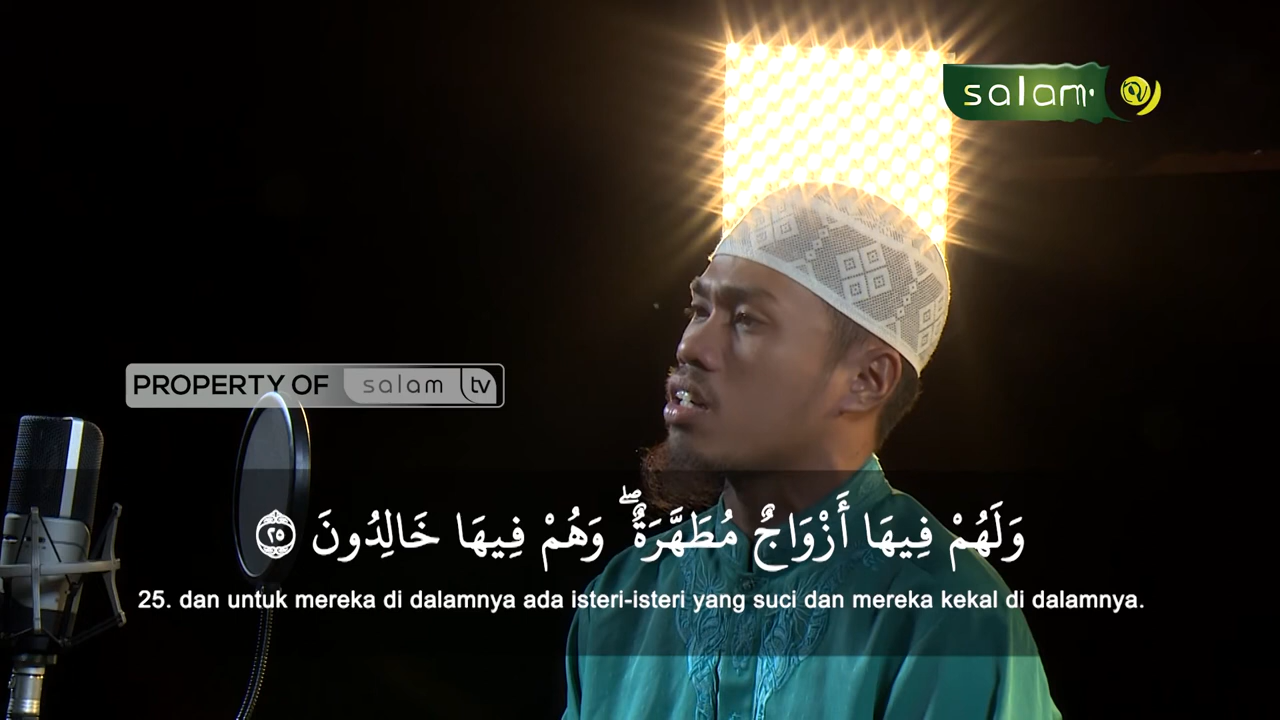 salam
PROPERTY OF salam tv
وَلَهُمْ فِيهَا أَزْوَاجٌ مُطَهَّرَةٌ ۖ وَهُمْ فِيهَا خَالِدُونَ ۝٢٥
25. dan untuk mereka di dalamnya ada isteri-isteri yang suci dan mereka kekal di dalamnya.